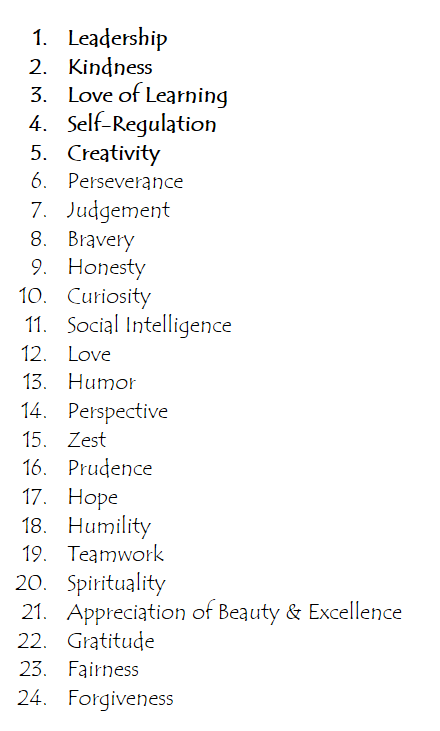 1. Leadership
2. Kindness
3. Love of Learning
4. Self-Regulation
5. Creativity
6. Perseverance
7. Judgement
8. Bravery
9. Honesty
10. Curiosity
11. Social Intelligence
12. Love
13. Humor
14. Perspective
15. Zest
16. Prudence
17. Hope
18. Humility
19. Teamwork
20. Spirituality
21. Appreciation of Beauty & Excellence
22. Gratitude
23. Fairness
24. Forgiveness